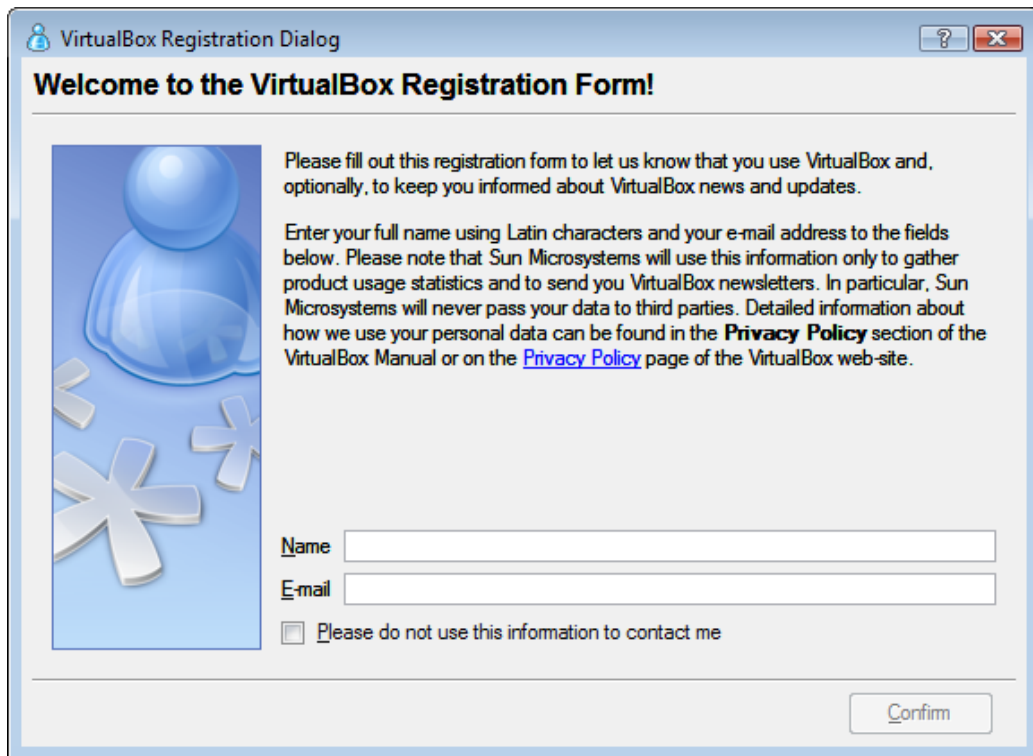 VirtualBox Registration Dialog
Welcome to the VirtualBox Registration Form!
Please fill out this registration form to let us know that you use VirtualBox and,
optionally, to keep you informed about VirtualBox news and updates.
Enter your full name using Latin characters and your e-mail address to the fields
below. Please note that Sun Microsystems will use this information only to gather
product usage statistics and to send you VirtualBox newsletters. In particular, Sun
Microsystems will never pass your data to third parties. Detailed information about
how we use your personal data can be found in the Privacy Policy section of the
VirtualBox Manual or on the Privacy Policy page of the VirtualBox web-site.
Name
E-mail
Please do not use this information to contact me
Confirm